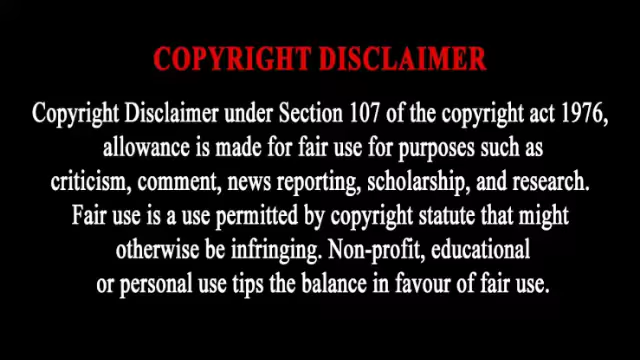 COPYRIGHT DISCLAIMER
Copyright Disclaimer under Section 107 of the copyright act 1976,
allowance is made for fair use for purposes such as
criticism, comment, news reporting, scholarship, and research.
Fair use is a use permitted by copyright statute that might
otherwise be infringing. Non-profit, educational
or personal use tips the balance in favour of fair use.